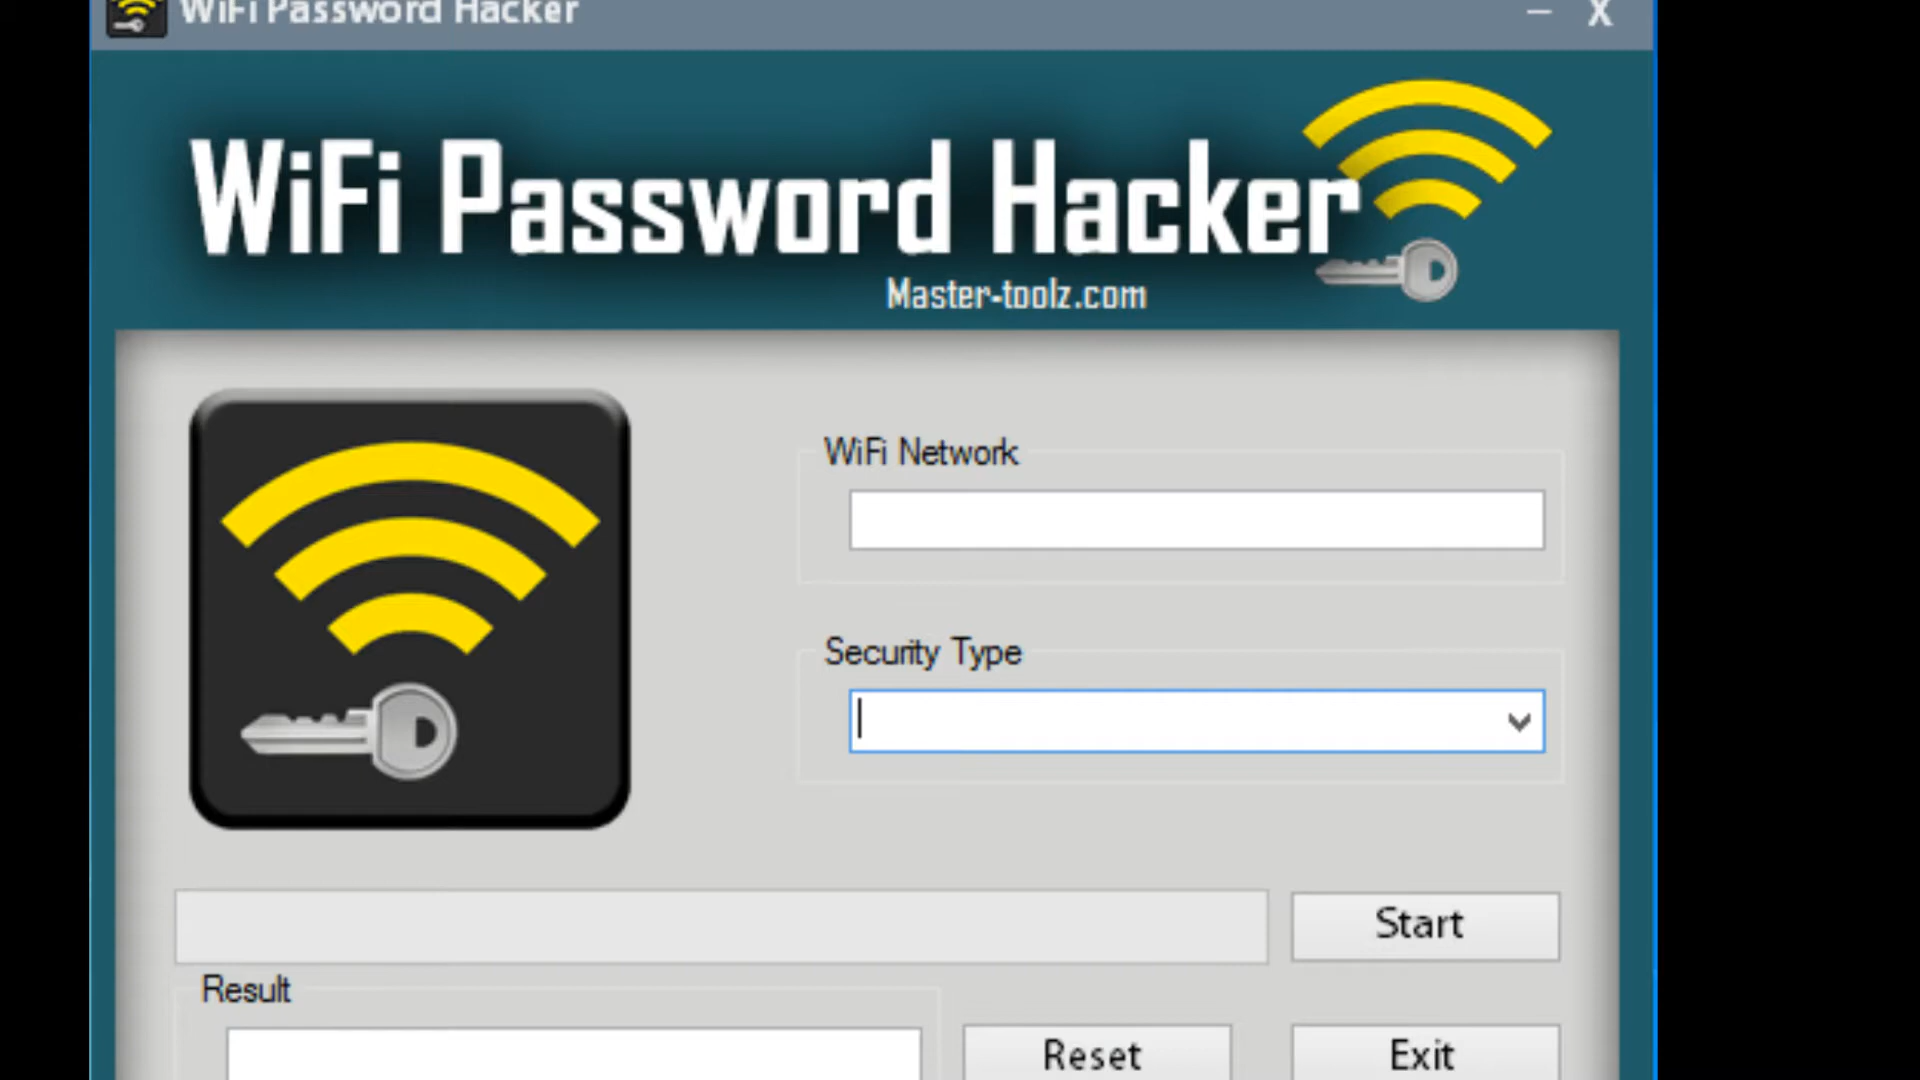 WiFi Password Hacker
X
WiFi Password Hacker
Master-toolz.com
WiFi Network
Security Type
Start
Result
Reset
Exit